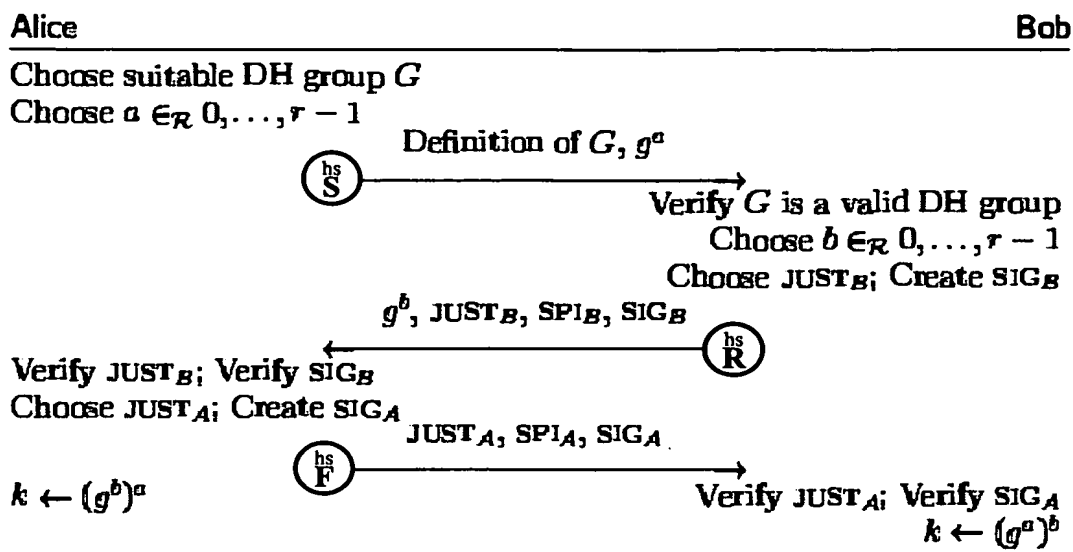 Alice Bob
Choose suitable DH group G
Choose a ∈_R 0, …, r − 1
Definition of G, g^a
hs
S
Verify G is a valid DH group
Choose b ∈_R 0, …, r − 1
Choose JUST_B; Create SIG_B
g^b, JUST_B, SPI_B, SIG_B
hs
R
Verify JUST_B; Verify SIG_B
Choose JUST_A; Create SIG_A
JUST_A, SPI_A, SIG_A
hs
F
k ← (g^b)^a
Verify JUST_A; Verify SIG_A
k ← (g^a)^b